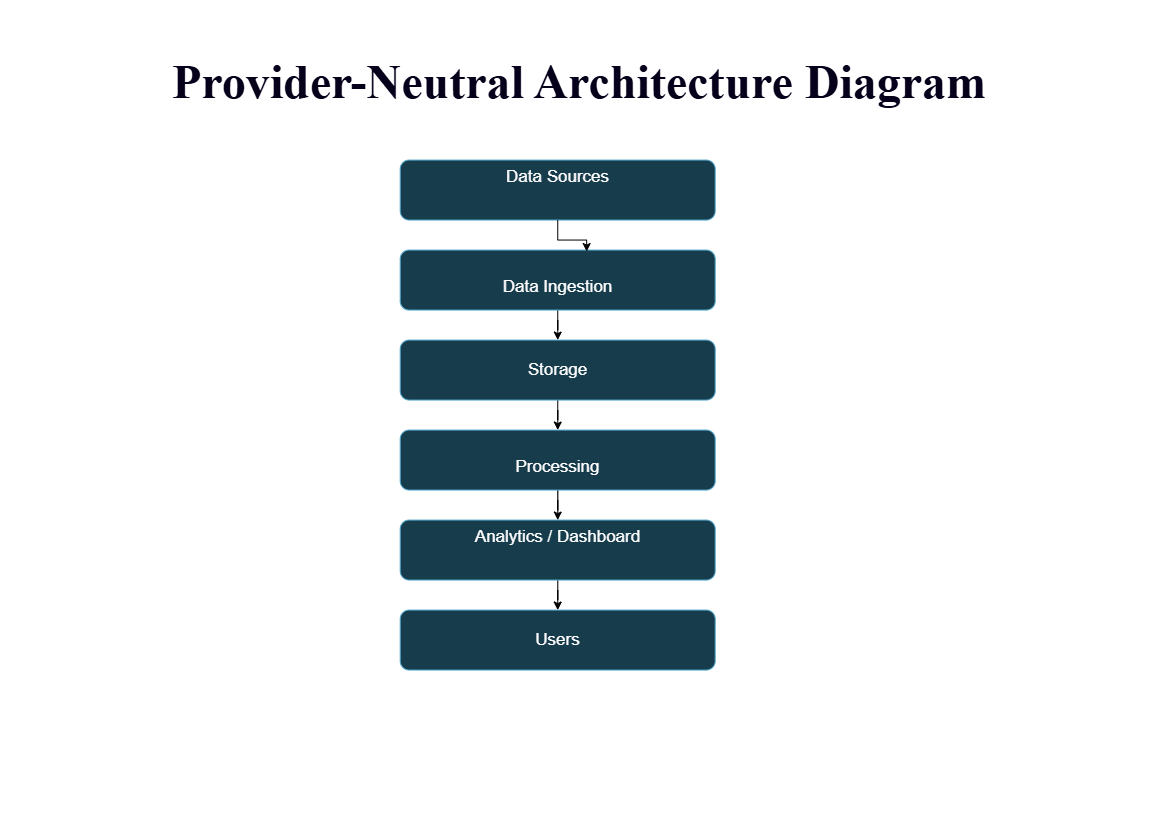 Provider-Neutral Architecture Diagram
Data Sources
Data Ingestion
Storage
Processing
Analytics / Dashboard
Users